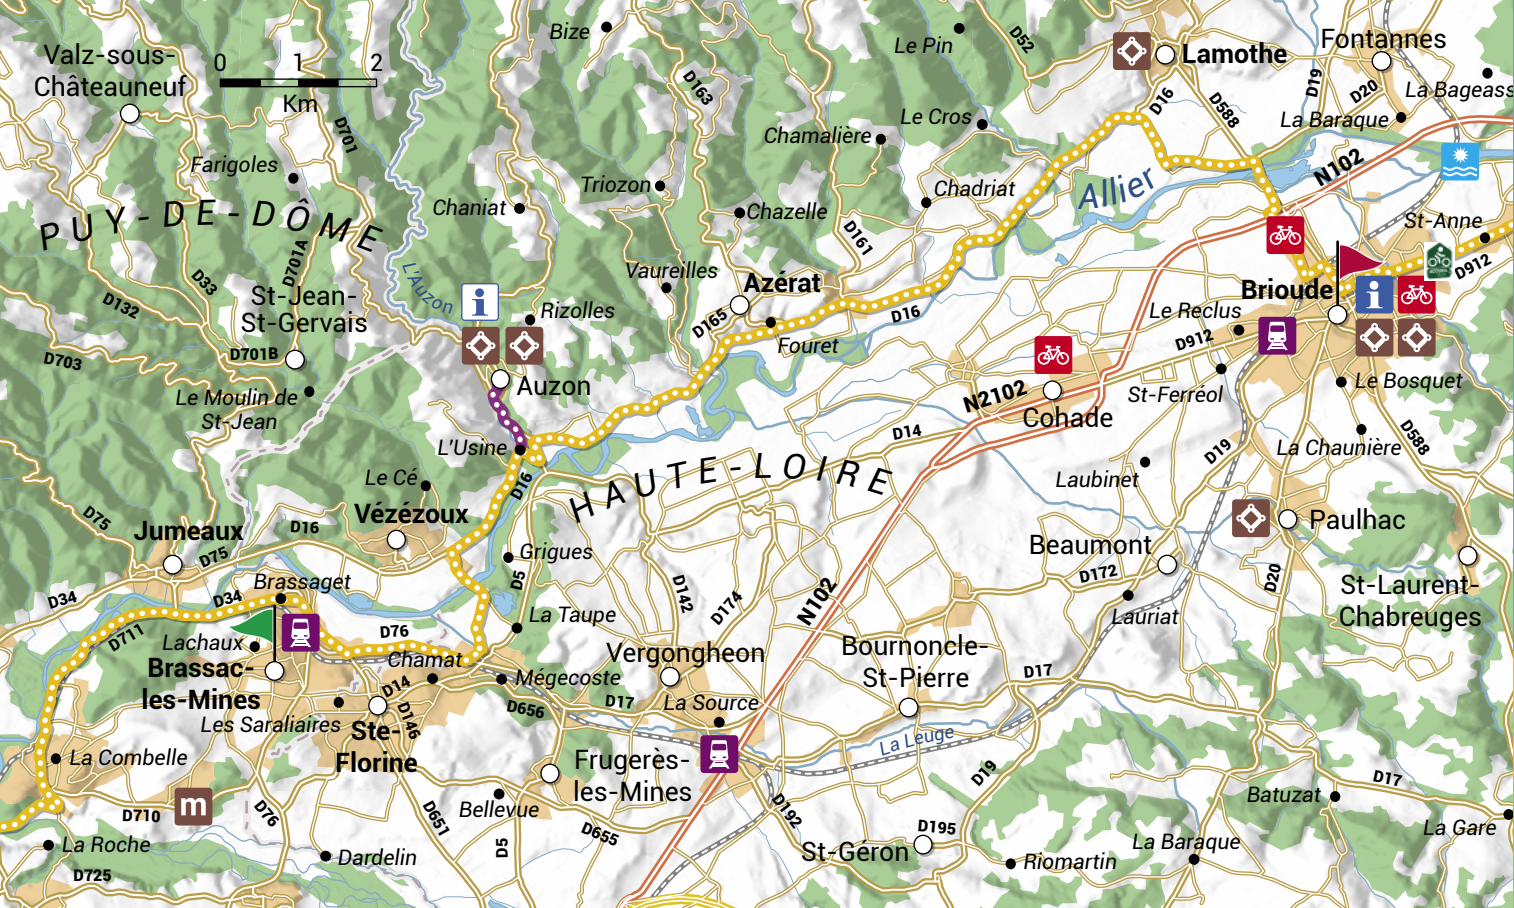 Valz-sous-
Châteauneuf
0 1 2
Km
Bize
Le Pin
D52
Lamothe
Fontannes
D19
D20
La Bageass
D163
D701
D16
D588
La Baraque
Le Cros
Chamalière
N102
Farigoles
Triozon
Chadriat
Allier
Chaniat
Chazelle
St-Anne
PUY-DE-DÔME
D161
D701A
D33
D132
L'Auzon
Vaureilles
D912
St-Jean-
St-Gervais
Azérat
Brioude
i
i
Rizolles
D165
Fouret
D16
Le Reclus
D912
D703
D701B
Auzon
N2102
Cohade
St-Ferréol
Le Bosquet
Le Moulin de
St-Jean
L'Usine
D14
D19
La Chaunière
D588
HAUTE-LOIRE
Le Cé
D16
Laubinet
Vézézoux
D75
Jumeaux
D16
D75
Paulhac
Beaumont
Grigues
D5
D172
D20
St-Laurent-
Chabreuges
Brassaget
D34
D34
D142
D174
N102
Lauriat
La Taupe
D711
Lachaux
D76
Chamat
Vergongheon
Bournoncle-
St-Pierre
Brassac-
les-Mines
Mégecoste
D17
D14
D17
D656
La Source
Les Saraliaires
D146
Ste-
Florine
La Leuge
La Combelle
Frugerès-
les-Mines
D19
D17
m
D710
D76
D651
Bellevue
D655
D192
Batuzat
La Gare
La Roche
Dardelin
D5
St-Géron
D195
Riomartin
La Baraque
D725